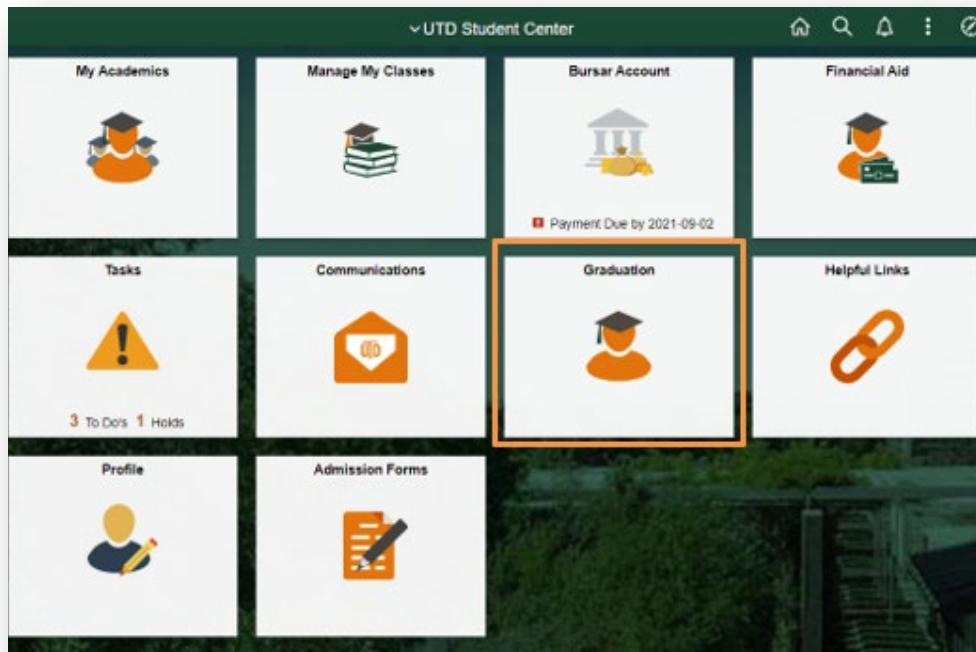 UTD Student Center
My Academics
Manage My Classes
Bursar Account
Financial Aid
Payment Due by 2021-09-02
Tasks
Communications
Graduation
Helpful Links
UTD
3 To Do's 1 Holds
Profile
Admission Forms